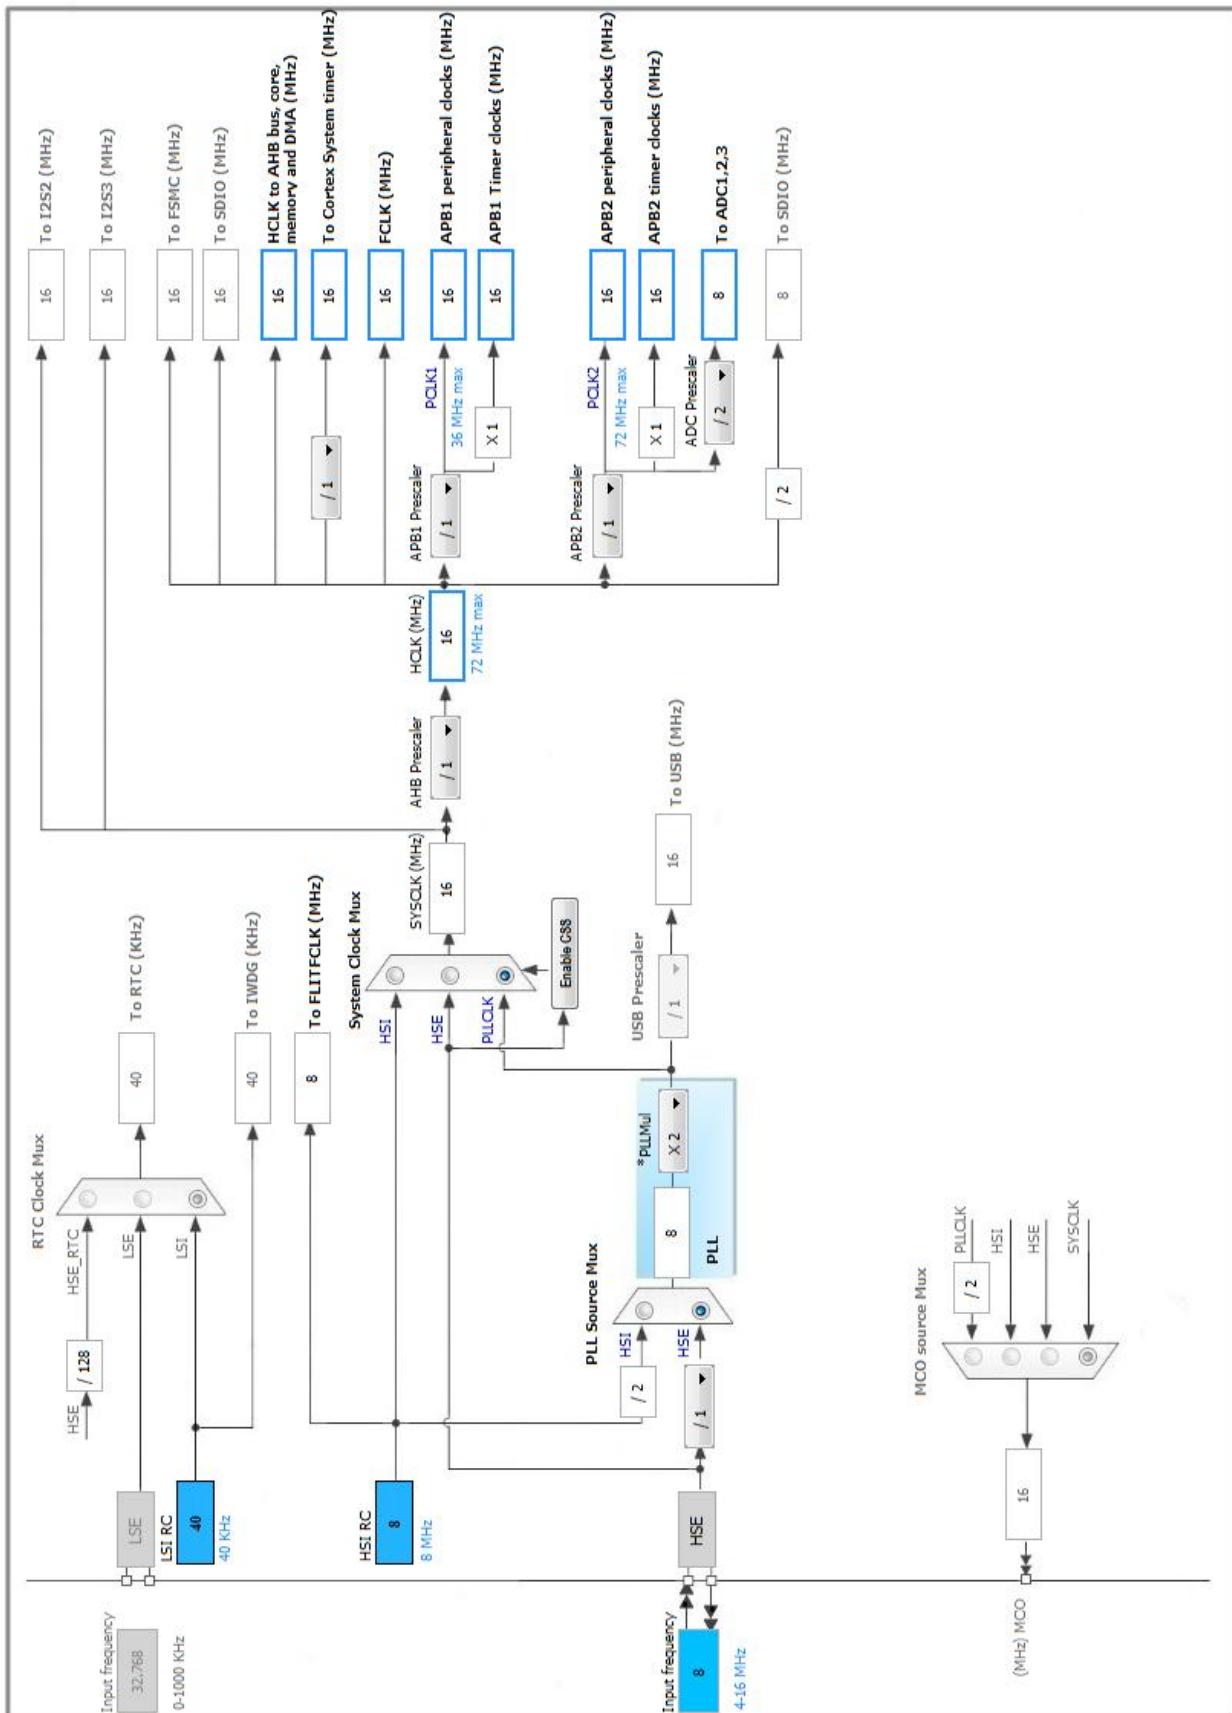 Input frequency
32.768
0-1000 KHz
LSE
LSI RC
40
40 KHz
HSE
/ 128
HSE_RTC
LSE
LSI
RTC Clock Mux
40
To RTC (KHz)
40
To IWDG (KHz)
HSI RC
8
8 MHz
8
To FLITFCLK (MHz)
System Clock Mux
HSI
HSE
PLLCLK
Enable CSS
SYSCLK (MHz)
16
AHB Prescaler
/ 1
HCLK (MHz)
16
72 MHz max
16
To I2S2 (MHz)
16
To I2S3 (MHz)
16
To FSMC (MHz)
16
To SDIO (MHz)
16
HCLK to AHB bus, core,
memory and DMA (MHz)
/ 1
16
To Cortex System timer (MHz)
16
FCLK (MHz)
APB1 Prescaler
/ 1
PCLK1
36 MHz max
16
APB1 peripheral clocks (MHz)
X 1
16
APB1 Timer clocks (MHz)
APB2 Prescaler
/ 1
PCLK2
72 MHz max
16
APB2 peripheral clocks (MHz)
X 1
16
APB2 timer clocks (MHz)
ADC Prescaler
/ 2
8
To ADC1,2,3
/ 2
8
To SDIO (MHz)
Input frequency
8
4-16 MHz
HSE
/ 2
/ 1
PLL Source Mux
HSI
HSE
8
*PLLMul
X 2
PLL
USB Prescaler
/ 1
16
To USB (MHz)
(MHz) MCO
16
MCO source Mux
/ 2
PLLCLK
HSI
HSE
SYSCLK